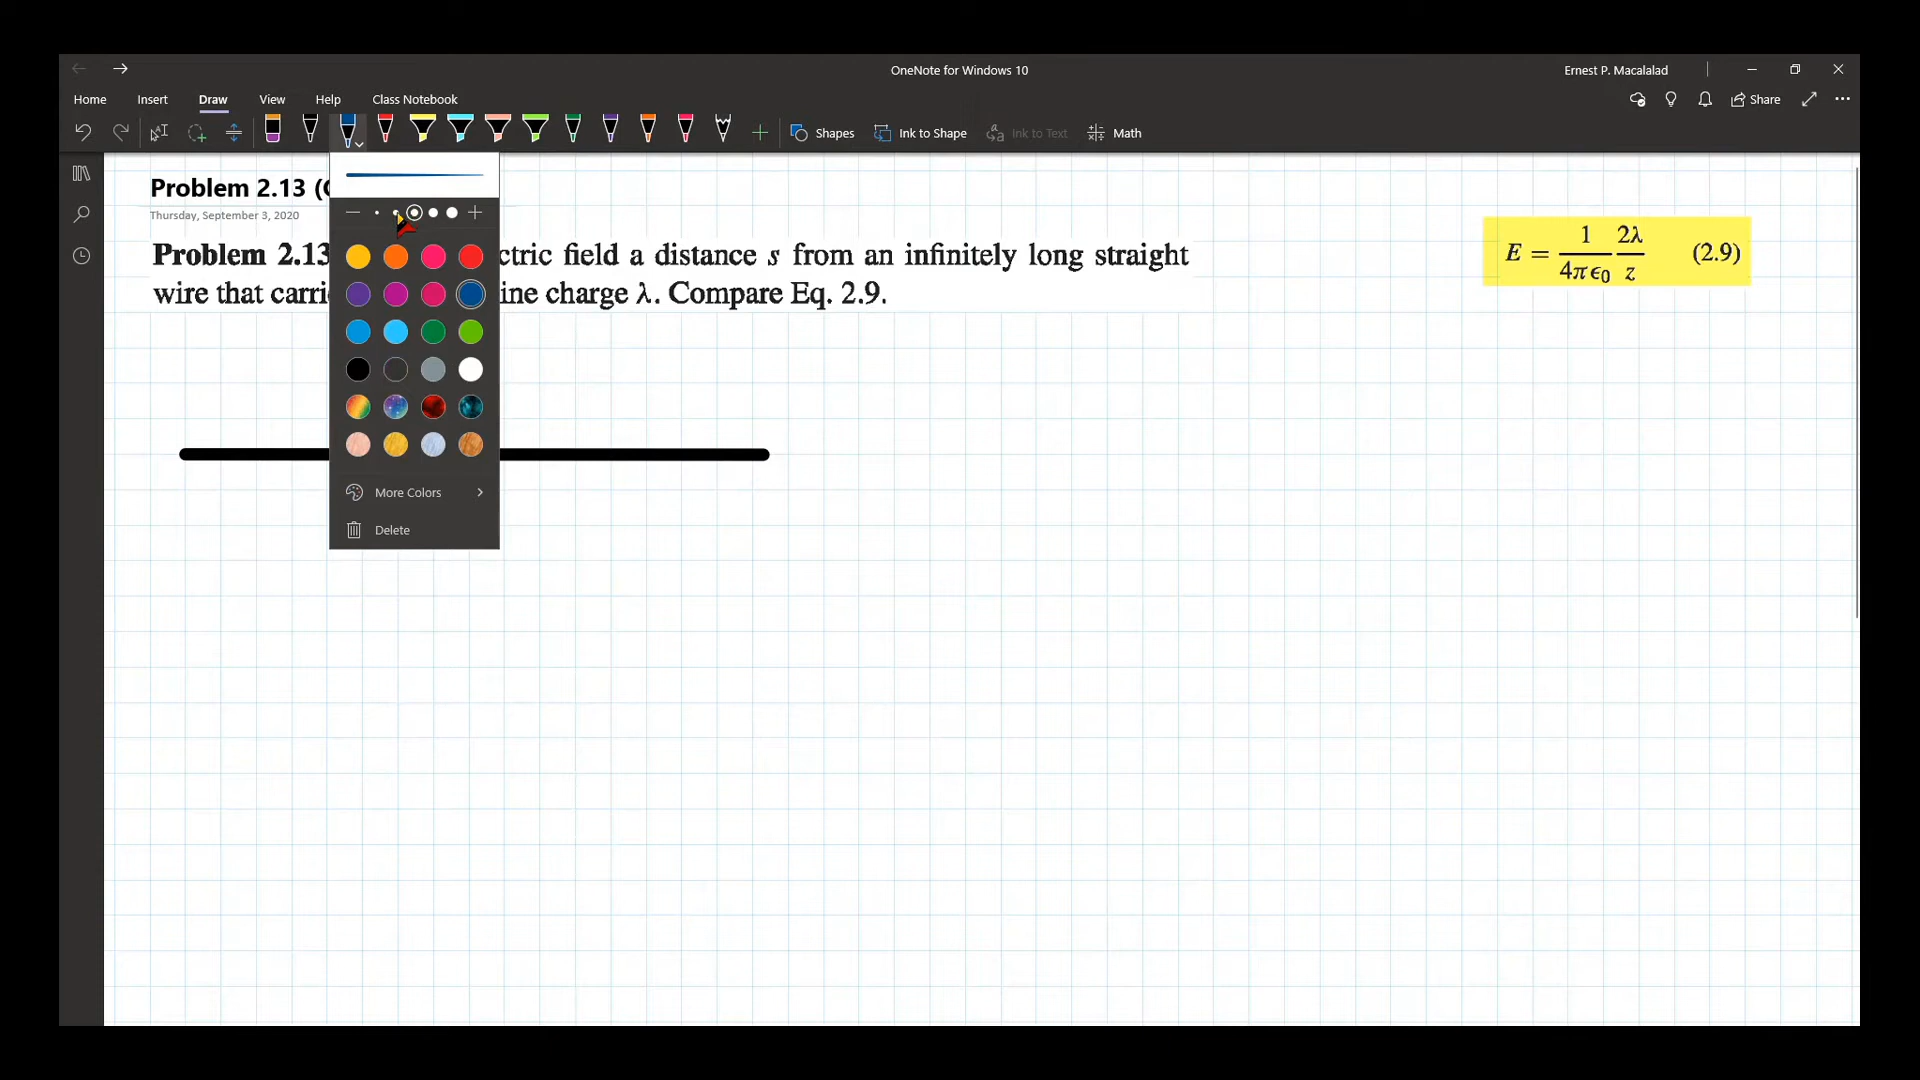 OneNote for Windows 10
Ernest P. Macalalad
Home Insert Draw View Help Class Notebook
Share
Shapes Ink to Shape Ink to Text Math
Problem 2.13 (
Thursday, September 3, 2020
Problem 2.13 ctric field a distance s from an infinitely long straight
wire that carri ine charge λ. Compare Eq. 2.9.
E = 1/4πϵ₀ 2λ/z (2.9)
More Colors
Delete